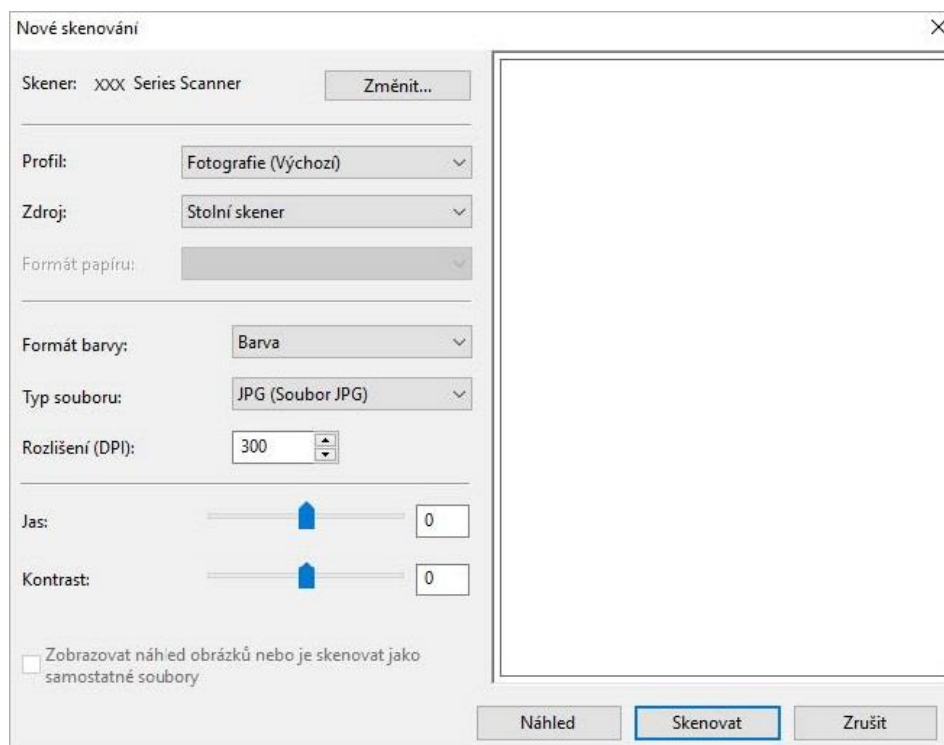 Nové skenování
Skener: XXX Series Scanner Změnit...
Profil: Fotografie (Výchozí)
Zdroj: Stolní skener
Formát papíru:
Formát barvy: Barva
Typ souboru: JPG (Soubor JPG)
Rozlišení (DPI): 300
Jas: 0
Kontrast: 0
Zobrazovat náhled obrázků nebo je skenovat jako
samostatné soubory
Náhled Skenovat Zrušit